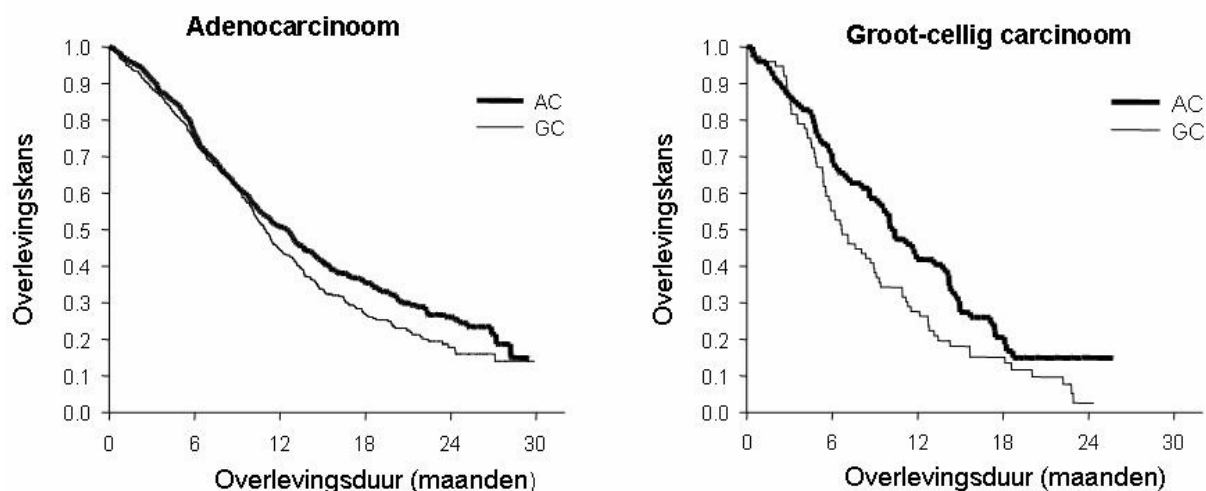 Adenocarcinoom
Overlevingskans
1.0
0.9
0.8
0.7
0.6
0.5
0.4
0.3
0.2
0.1
0.0
AC
GC
0 6 12 18 24 30
Overlevingsduur (maanden)
Groot-cellig carcinoom
Overlevingskans
1.0
0.9
0.8
0.7
0.6
0.5
0.4
0.3
0.2
0.1
0.0
AC
GC
0 6 12 18 24 30
Overlevingsduur (maanden)